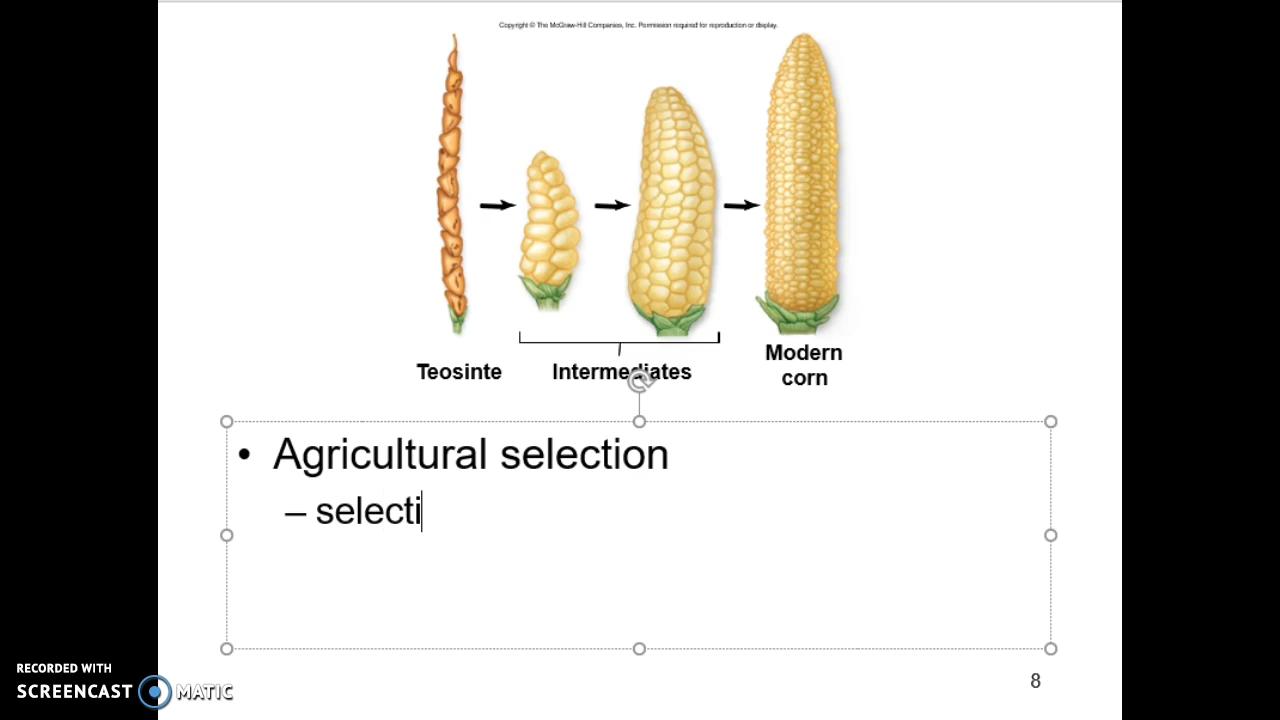 Copyright © The McGraw-Hill Companies, Inc. Permission required for reproduction or display.
Teosinte
Intermediates
Modern
corn
• Agricultural selection
– selecti
8
RECORDED WITH
SCREENCAST MATIC